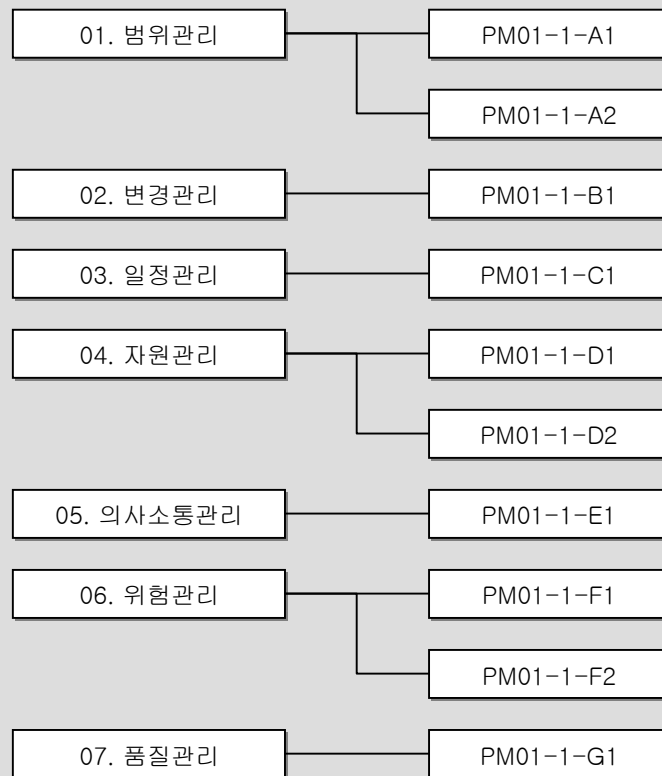 01. 범위관리
PM01-1-A1
PM01-1-A2
02. 변경관리
PM01-1-B1
03. 일정관리
PM01-1-C1
04. 자원관리
PM01-1-D1
PM01-1-D2
05. 의사소통관리
PM01-1-E1
06. 위험관리
PM01-1-F1
PM01-1-F2
07. 품질관리
PM01-1-G1